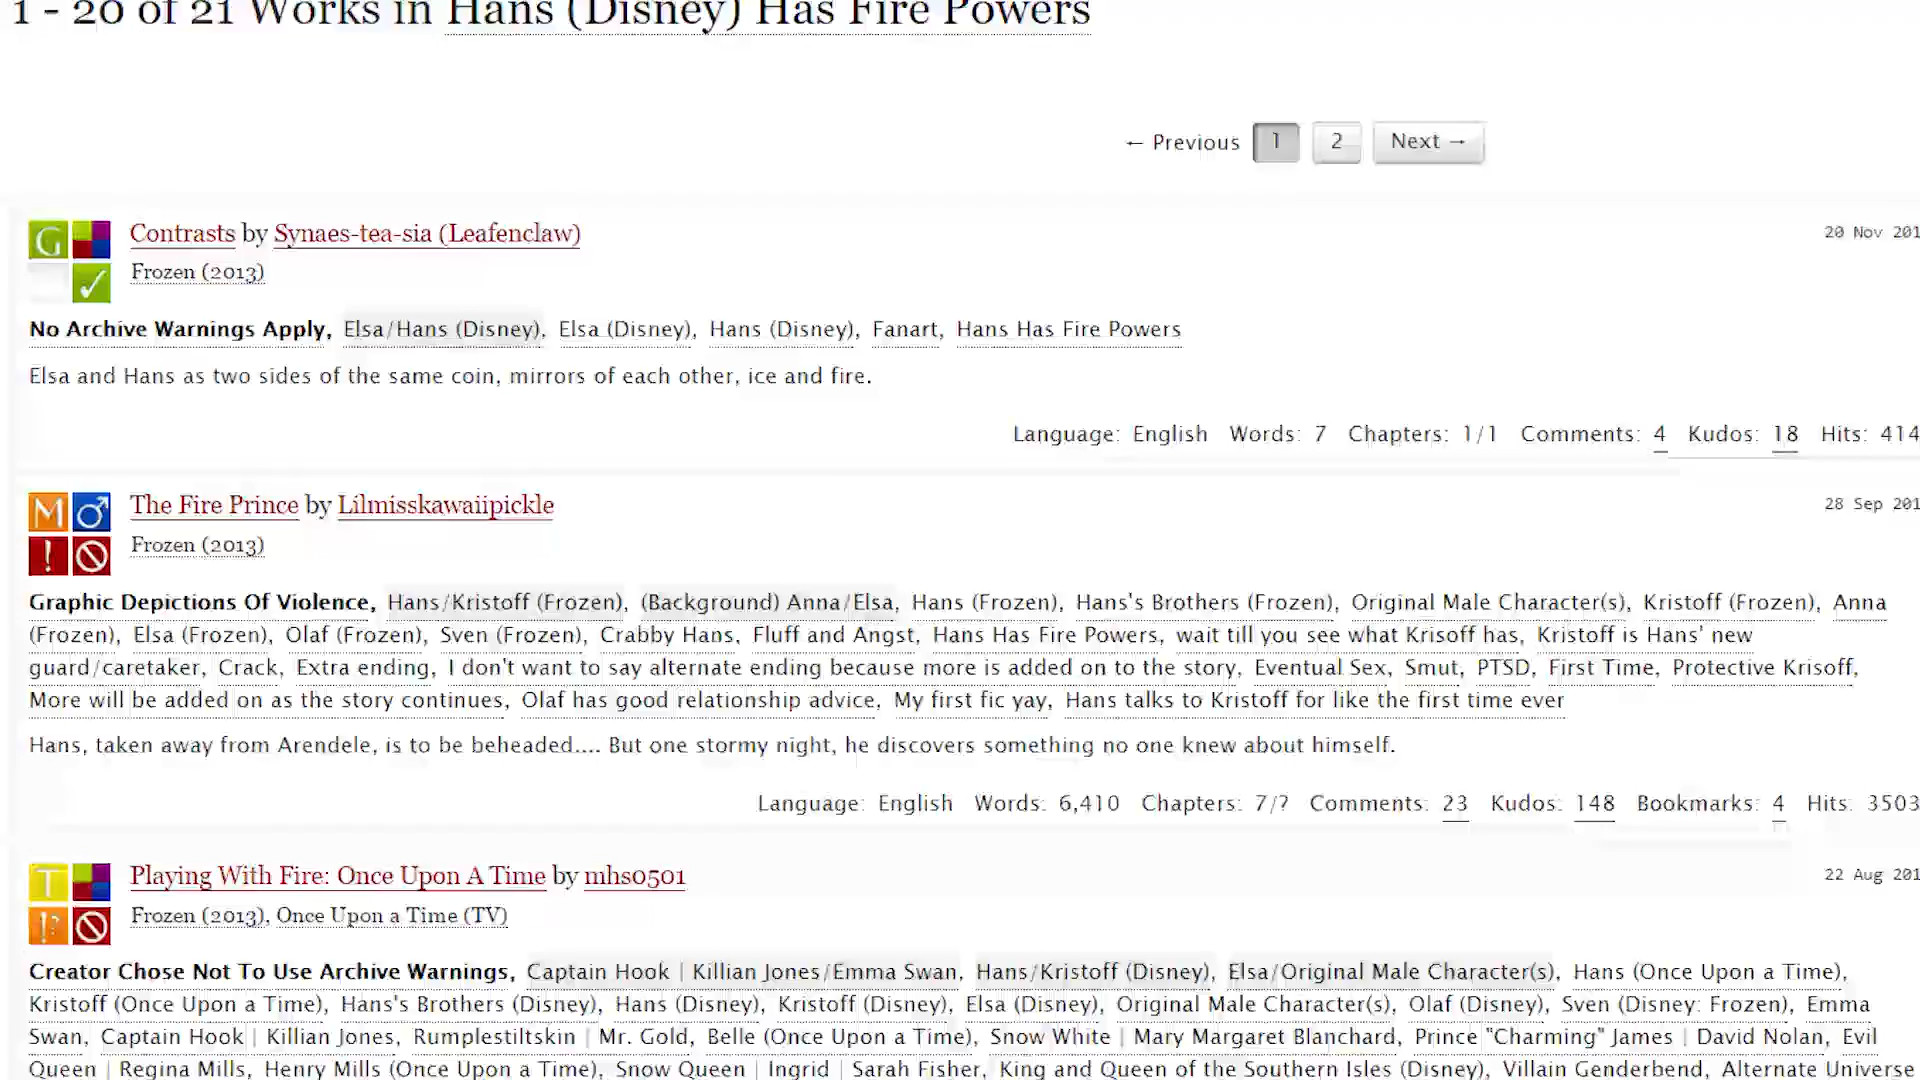 1 - 20 of 21 Works in Hans (Disney) Has Fire Powers
← Previous 1 2 Next →
G Contrasts by Synaes-tea-sia (Leafenclaw) 20 Nov 201
Frozen (2013)
No Archive Warnings Apply, Elsa/Hans (Disney), Elsa (Disney), Hans (Disney), Fanart, Hans Has Fire Powers
Elsa and Hans as two sides of the same coin, mirrors of each other, ice and fire.
Language: English Words: 7 Chapters: 1/1 Comments: 4 Kudos: 18 Hits: 414
M The Fire Prince by Lilmisskawaiipickle 28 Sep 201
! Frozen (2013)
Graphic Depictions Of Violence, Hans/Kristoff (Frozen), (Background) Anna/Elsa, Hans (Frozen), Hans's Brothers (Frozen), Original Male Character(s), Kristoff (Frozen), Anna
(Frozen), Elsa (Frozen), Olaf (Frozen), Sven (Frozen), Crabby Hans, Fluff and Angst, Hans Has Fire Powers, wait till you see what Krisoff has, Kristoff is Hans' new
guard/caretaker, Crack, Extra ending, I don't want to say alternate ending because more is added on to the story, Eventual Sex, Smut, PTSD, First Time, Protective Krisoff,
More will be added on as the story continues, Olaf has good relationship advice, My first fic yay, Hans talks to Kristoff for like the first time ever
Hans, taken away from Arendele, is to be beheaded.... But one stormy night, he discovers something no one knew about himself.
Language: English Words: 6,410 Chapters: 7/? Comments: 23 Kudos: 148 Bookmarks: 4 Hits: 3503
T Playing With Fire: Once Upon A Time by mhs0501 22 Aug 201
!? Frozen (2013), Once Upon a Time (TV)
Creator Chose Not To Use Archive Warnings, Captain Hook | Killian Jones/Emma Swan, Hans/Kristoff (Disney), Elsa/Original Male Character(s), Hans (Once Upon a Time),
Kristoff (Once Upon a Time), Hans's Brothers (Disney), Hans (Disney), Kristoff (Disney), Elsa (Disney), Original Male Character(s), Olaf (Disney), Sven (Disney: Frozen), Emma
Swan, Captain Hook | Killian Jones, Rumplestiltskin | Mr. Gold, Belle (Once Upon a Time), Snow White | Mary Margaret Blanchard, Prince "Charming" James | David Nolan, Evil
Queen | Regina Mills, Henry Mills (Once Upon a Time), Snow Queen | Ingrid | Sarah Fisher, King and Queen of the Southern Isles (Disney), Villain Genderbend, Alternate Universe